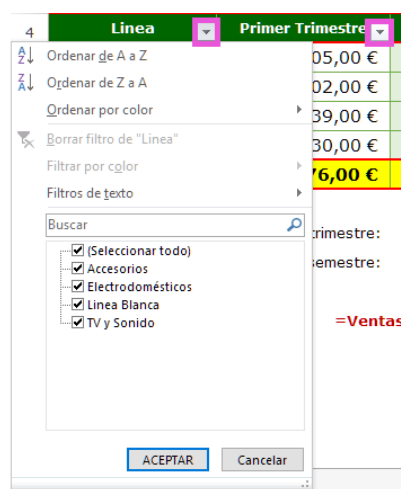 4 Linea Primer Trimestre
Ordenar de A a Z 05,00 €
Ordenar de Z a A 02,00 €
Ordenar por color 39,00 €
Borrar filtro de "Linea" 30,00 €
Filtrar por color 76,00 €
Filtros de texto
Buscar trimestre:
(Seleccionar todo)
Accesorios semestre:
Electrodomésticos
Linea Blanca
TV y Sonido =Ventas
ACEPTAR Cancelar